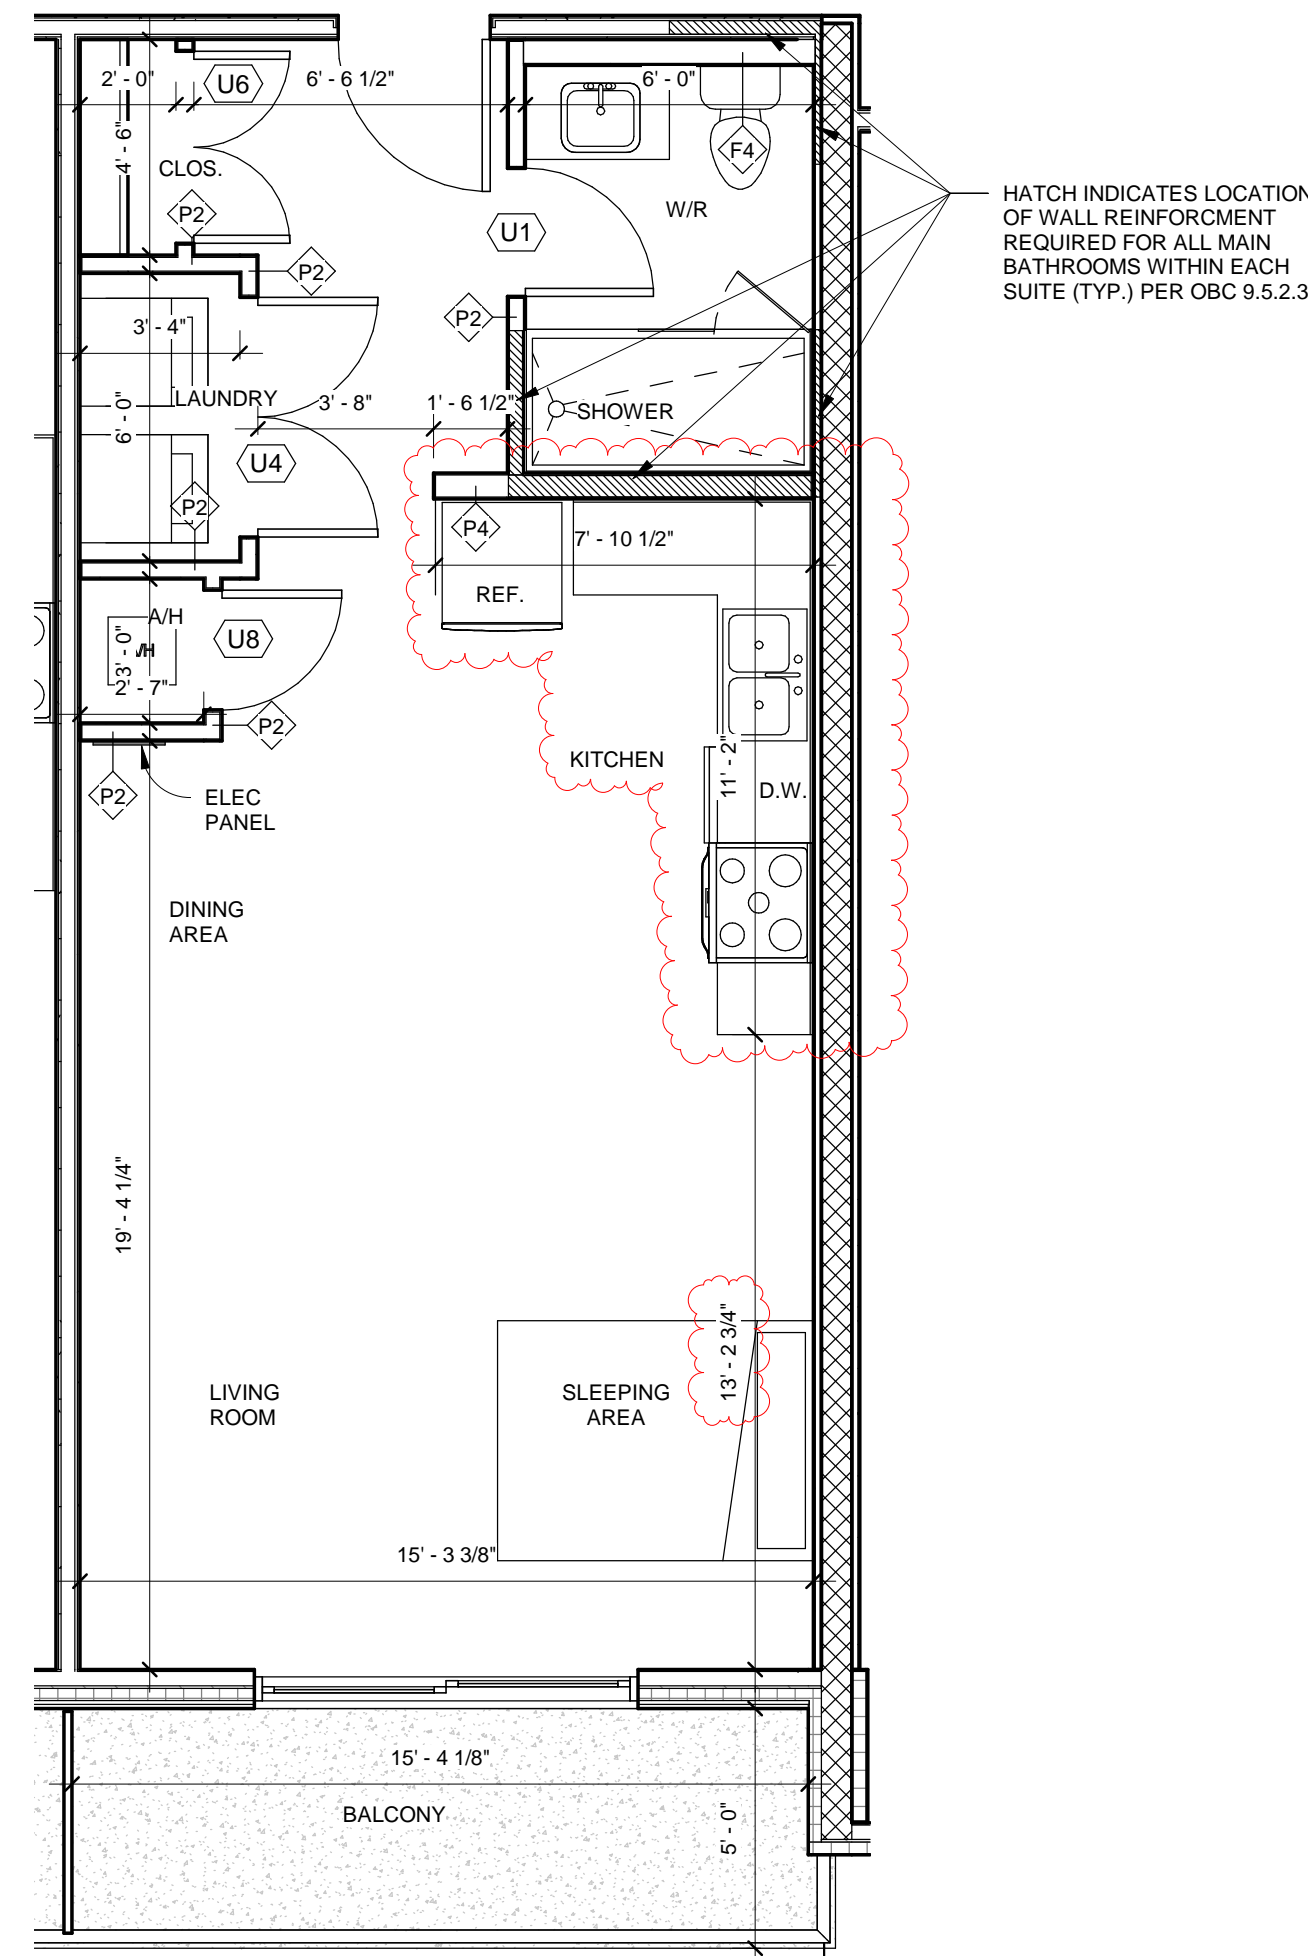 2' - 0"
U6
6' - 6 1/2"
6' - 0"
4' - 6"
CLOS.
F4
P2
W/R
U1
HATCH INDICATES LOCATION
OF WALL REINFORCMENT
REQUIRED FOR ALL MAIN
BATHROOMS WITHIN EACH
SUITE (TYP.) PER OBC 9.5.2.3
P2
P2
3' - 4"
LAUNDRY
3' - 8"
1' - 6 1/2"
SHOWER
6' - 0"
U4
P2
P4
7' - 10 1/2"
REF.
A/H
3' - 0"
U8
2' - 7"
P2
KITCHEN
11' - 2"
D.W.
P2
ELEC
PANEL
DINING
AREA
19' - 4 1/4"
13' - 2 3/4"
LIVING
ROOM
SLEEPING
AREA
15' - 3 3/8"
15' - 4 1/8"
BALCONY
5' - 0"